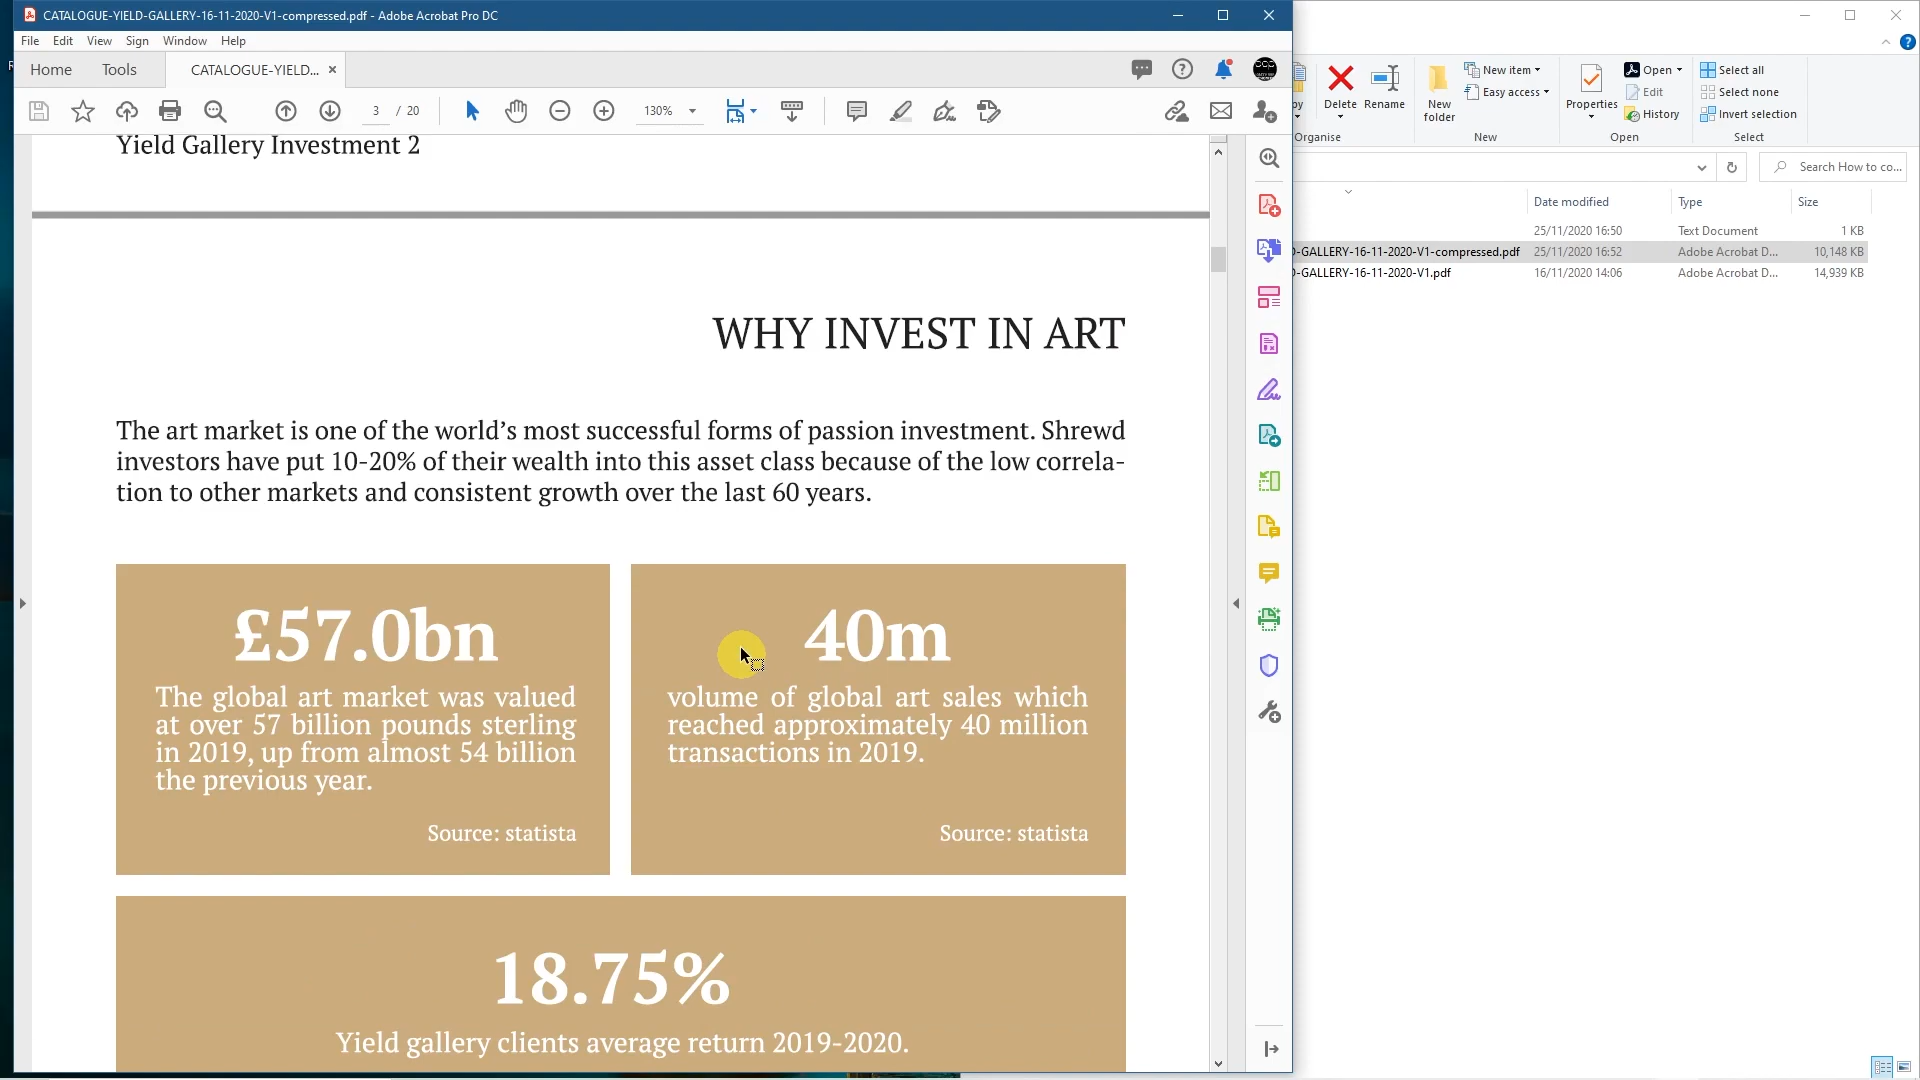 CATALOGUE-YIELD-GALLERY-16-11-2020-V1-compressed.pdf - Adobe Acrobat Pro DC
File Edit View Sign Window Help
Home Tools CATALOGUE-YIELD...
3 / 20 130%
Yield Gallery Investment 2
WHY INVEST IN ART
The art market is one of the world's most successful forms of passion investment. Shrewd
investors have put 10-20% of their wealth into this asset class because of the low correla-
tion to other markets and consistent growth over the last 60 years.
£57.0bn
The global art market was valued
at over 57 billion pounds sterling
in 2019, up from almost 54 billion
the previous year.
Source: statista
40m
volume of global art sales which
reached approximately 40 million
transactions in 2019.
Source: statista
18.75%
Yield gallery clients average return 2019-2020.
py
Delete
Rename
Organise
New
folder
New item
Easy access
New
Properties
Open
Edit
History
Open
Select all
Select none
Invert selection
Select
Search How to co...
Date modified Type Size
25/11/2020 16:50 Text Document 1 KB
D-GALLERY-16-11-2020-V1-compressed.pdf 25/11/2020 16:52 Adobe Acrobat D... 10,148 KB
D-GALLERY-16-11-2020-V1.pdf 16/11/2020 14:06 Adobe Acrobat D... 14,939 KB